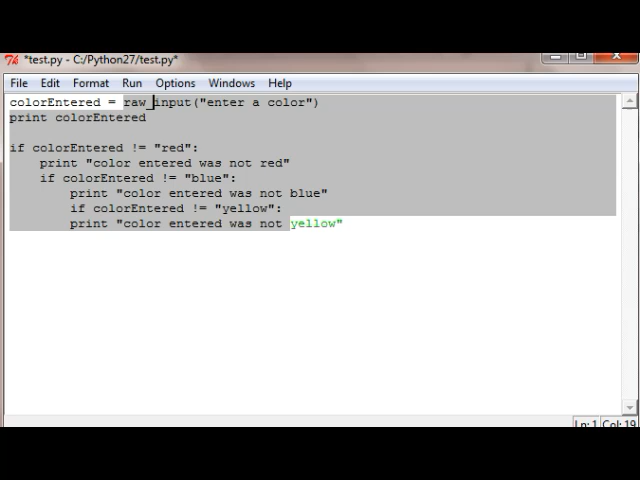 *test.py - C:/Python27/test.py*
File Edit Format Run Options Windows Help
colorEntered = raw_input("enter a color")
print colorEntered
if colorEntered != "red":
print "color entered was not red"
if colorEntered != "blue":
print "color entered was not blue"
if colorEntered != "yellow":
print "color entered was not yellow"
Ln: 1 Col: 19